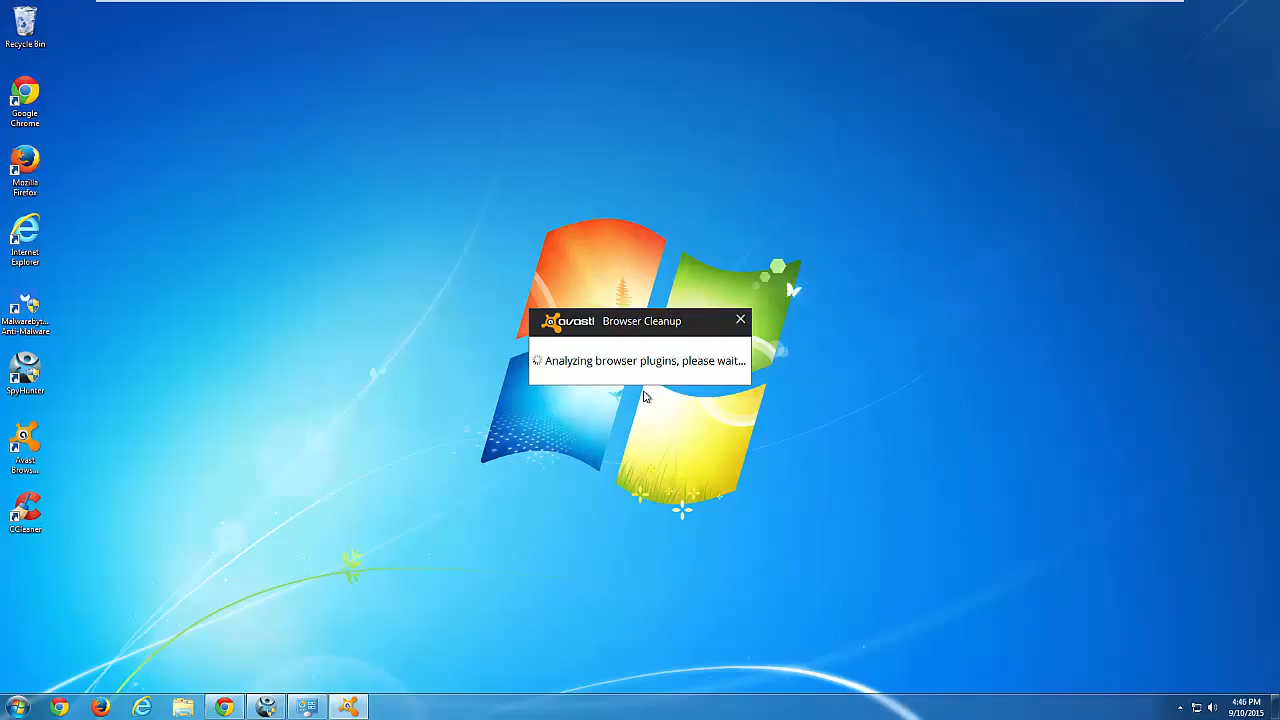 Recycle Bin
Google
Chrome
Mozilla
Firefox
Internet
Explorer
Malwarebyt...
Anti-Malware
SpyHunter
Avast
Brows...
CCleaner
avast! Browser Cleanup
Analyzing browser plugins, please wait...
4:46 PM
9/10/2015